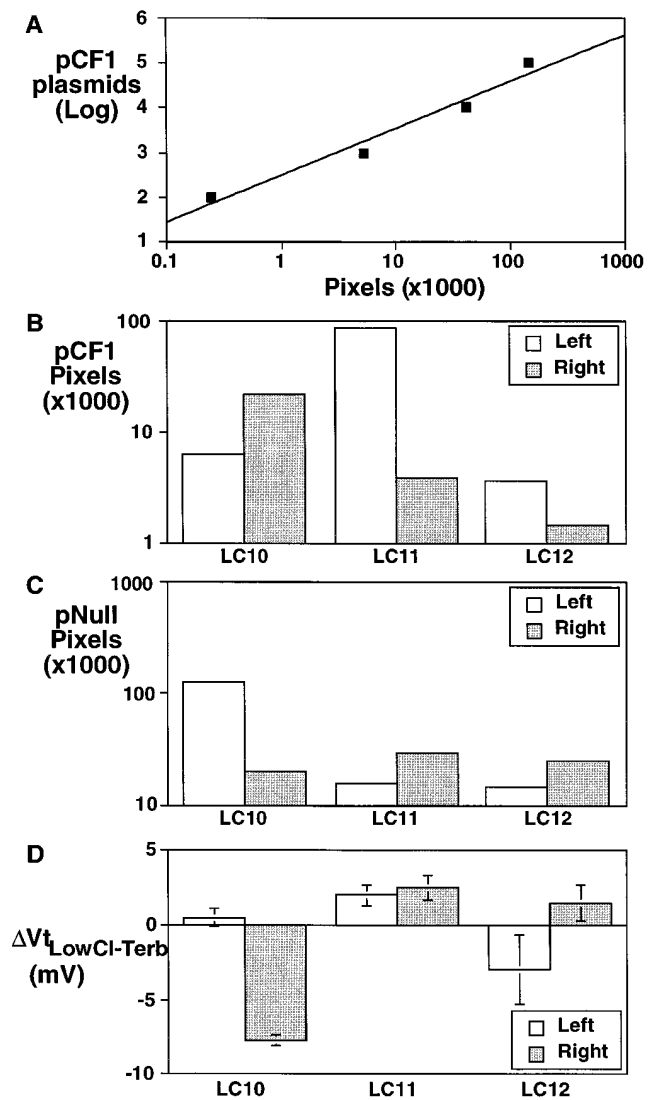 A
pCF1
plasmids
(Log)
6
5
4
3
2
1
0.1 1 10 100 1000
Pixels (x1000)
B
pCF1
Pixels
(x1000)
100
10
1
Left
Right
LC10 LC11 LC12
C
pNull
Pixels
(x1000)
1000
100
10
Left
Right
LC10 LC11 LC12
D
ΔVtLowCl-Terb
(mV)
5
0
-5
-10
Left
Right
LC10 LC11 LC12